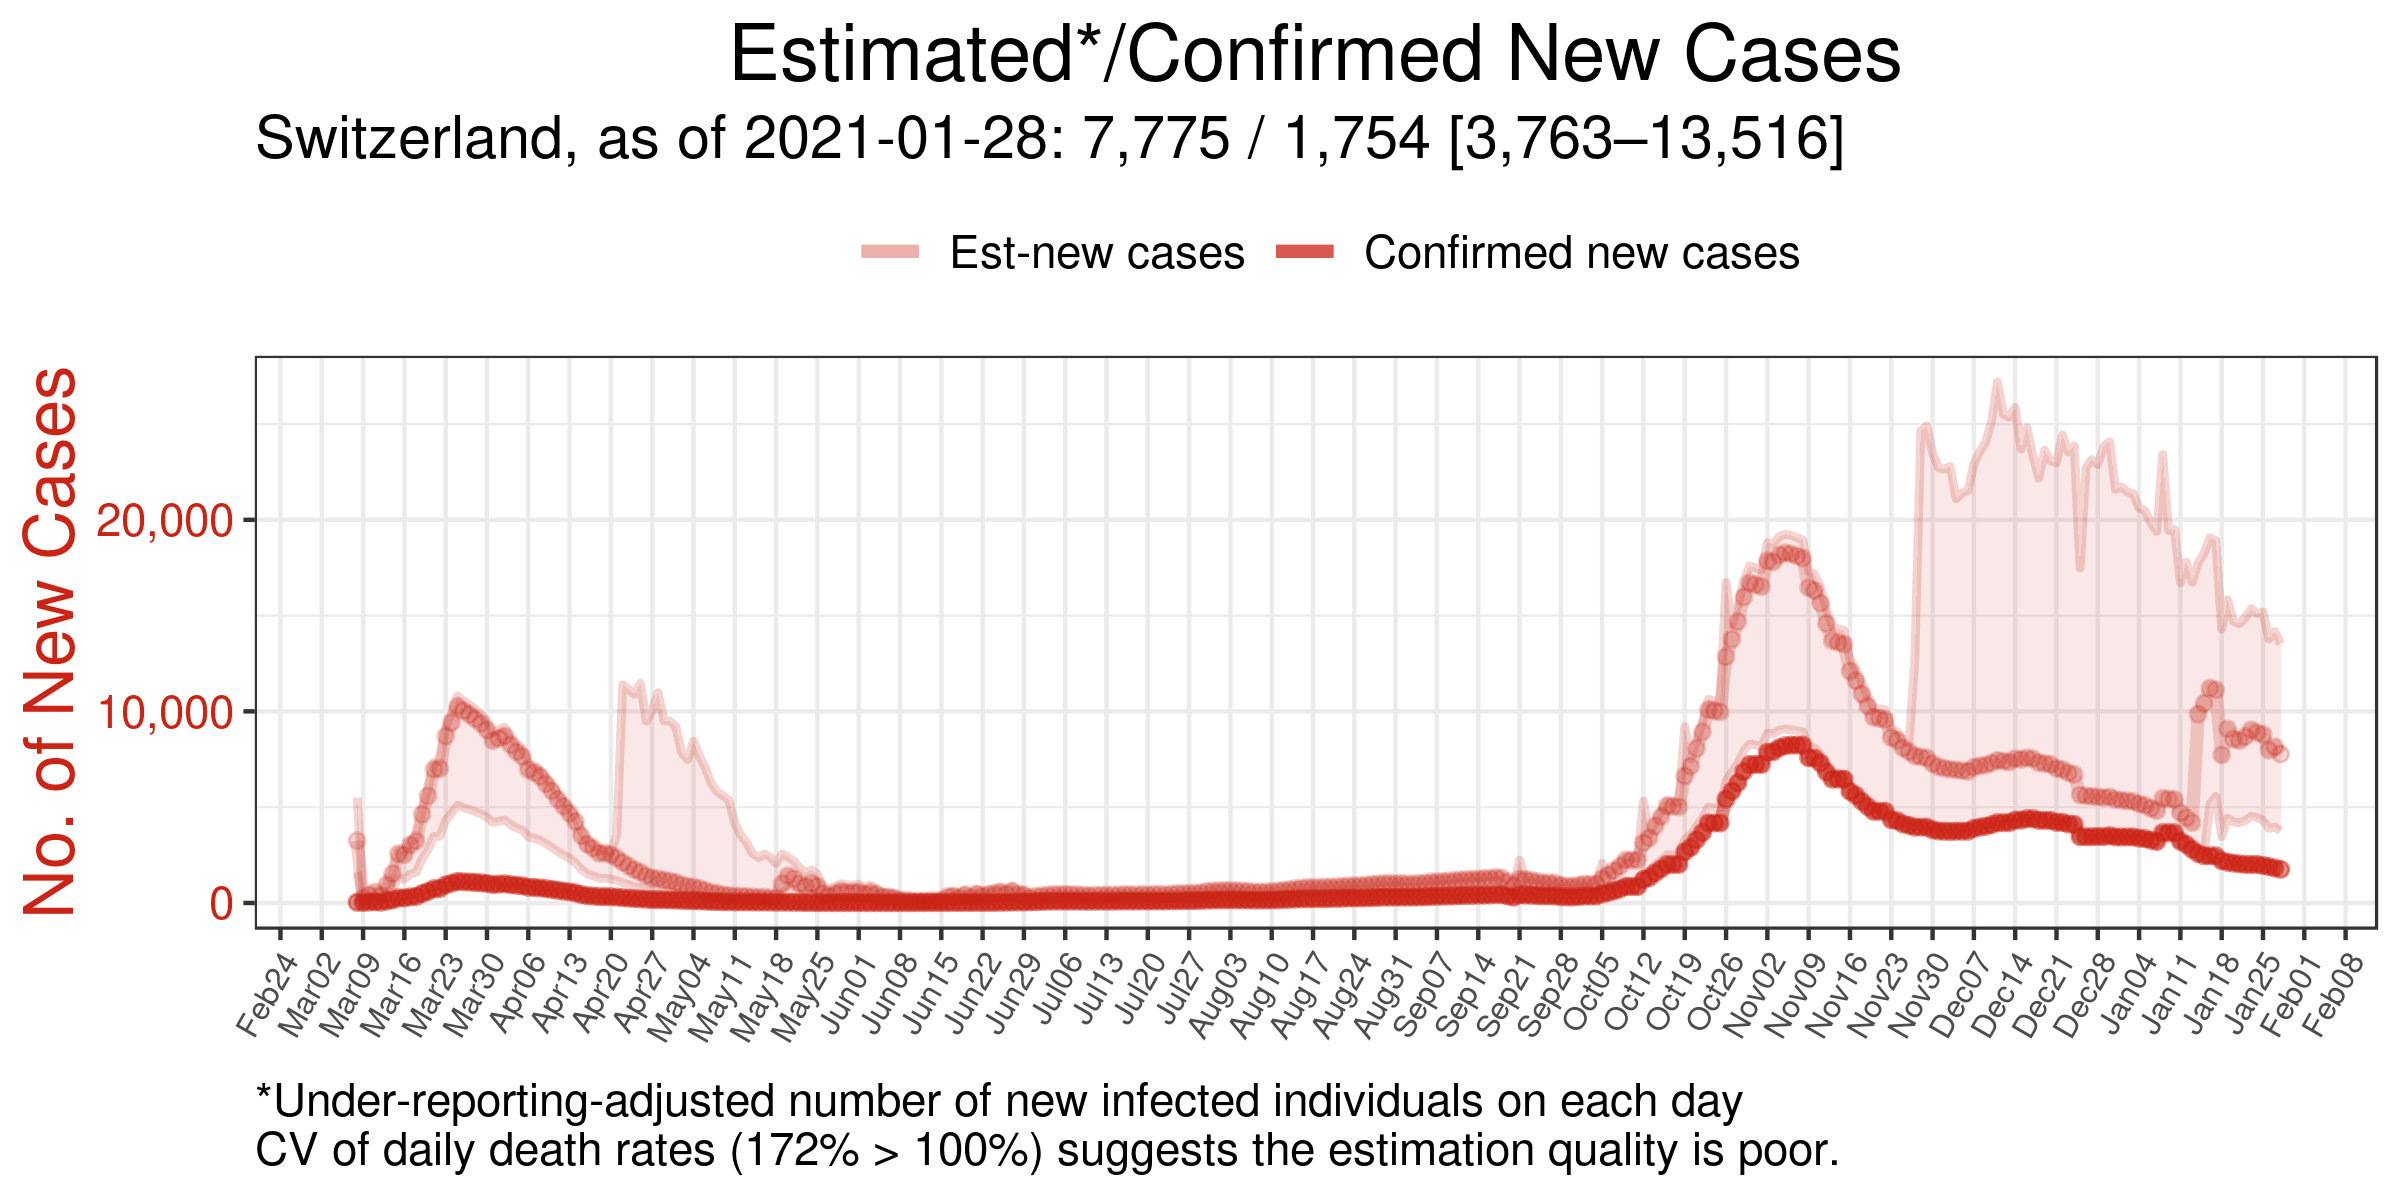 Estimated*/Confirmed New Cases
Switzerland, as of 2021-01-28: 7,775 / 1,754 [3,763–13,516]
Est-new cases
Confirmed new cases
No. of New Cases
20,000
10,000
0
Feb24
Mar02
Mar09
Mar16
Mar23
Mar30
Apr06
Apr13
Apr20
Apr27
May04
May11
May18
May25
Jun01
Jun08
Jun15
Jun22
Jun29
Jul06
Jul13
Jul20
Jul27
Aug03
Aug10
Aug17
Aug24
Aug31
Sep07
Sep14
Sep21
Sep28
Oct05
Oct12
Oct19
Oct26
Nov02
Nov09
Nov16
Nov23
Nov30
Dec07
Dec14
Dec21
Dec28
Jan04
Jan11
Jan18
Jan25
Feb01
Feb08
*Under-reporting-adjusted number of new infected individuals on each day
CV of daily death rates (172% > 100%) suggests the estimation quality is poor.